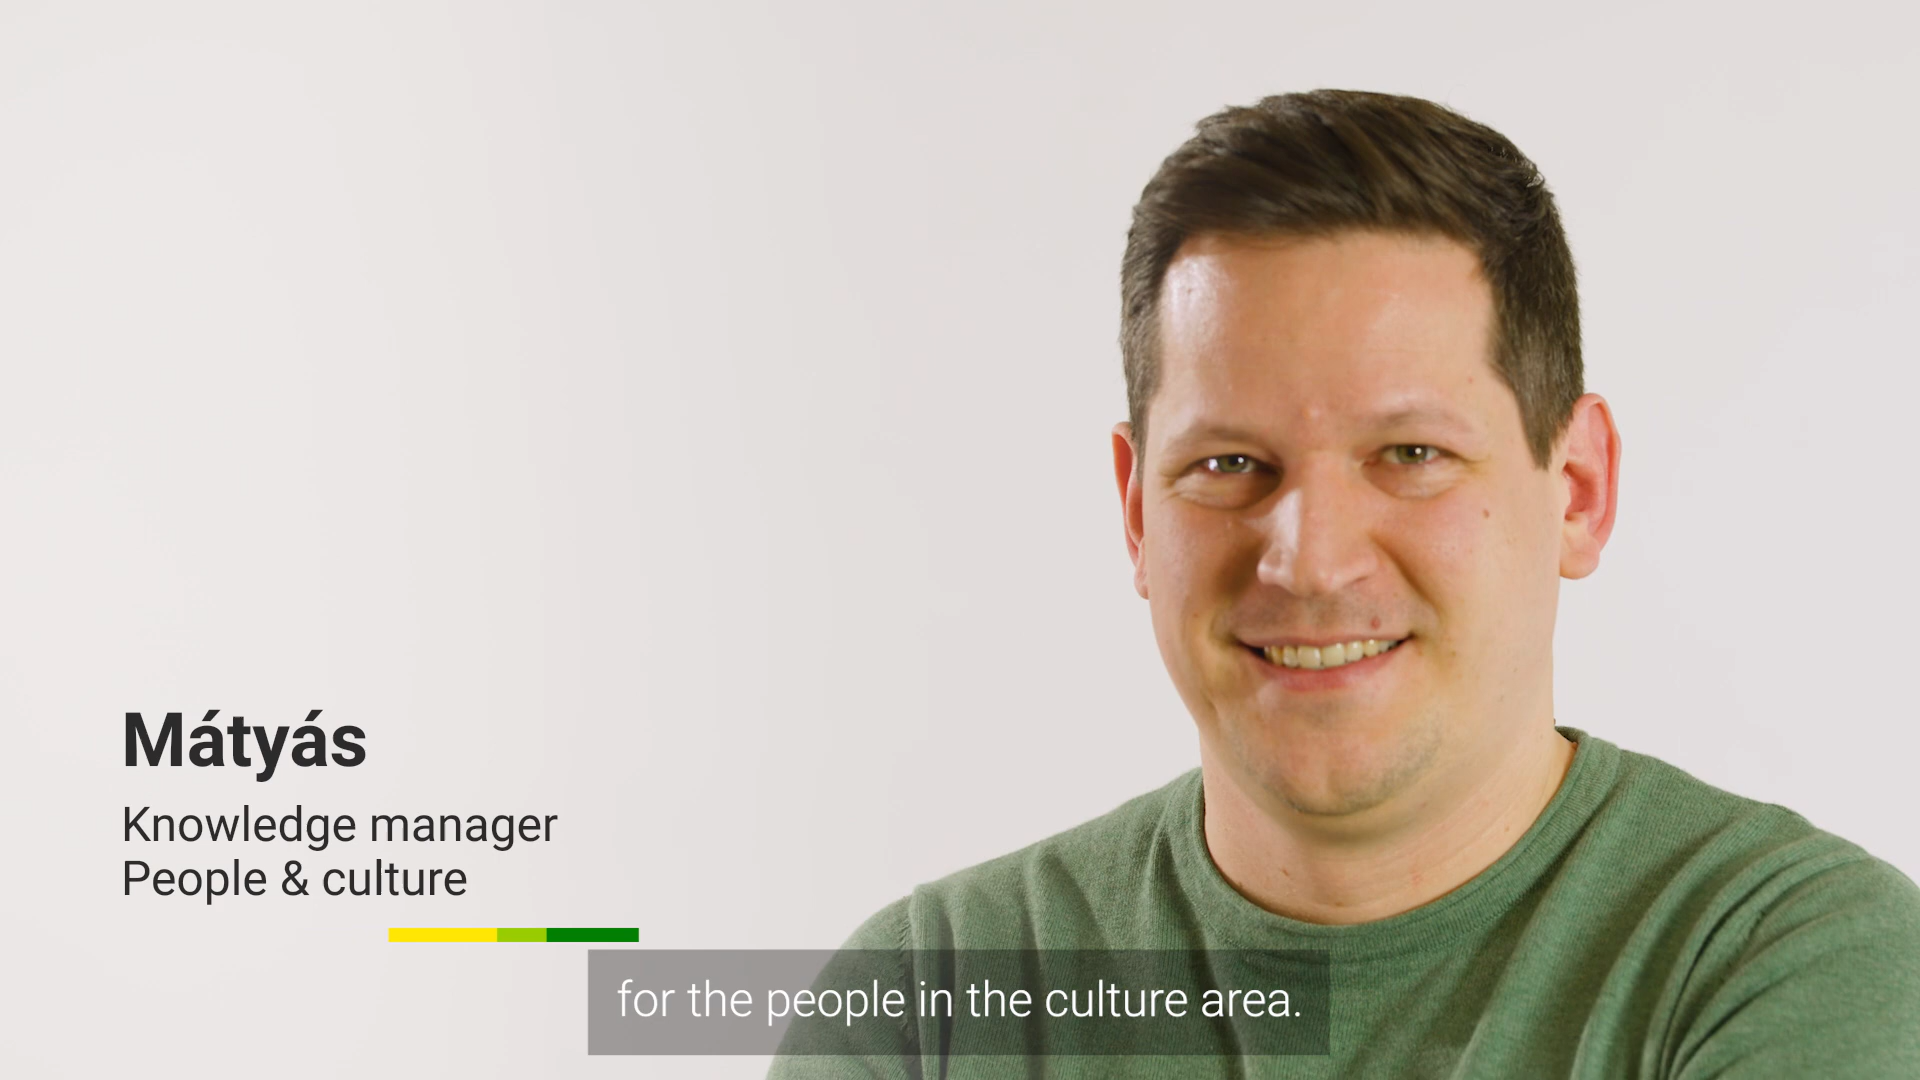 Mátyás
Knowledge manager
People & culture
for the people in the culture area.